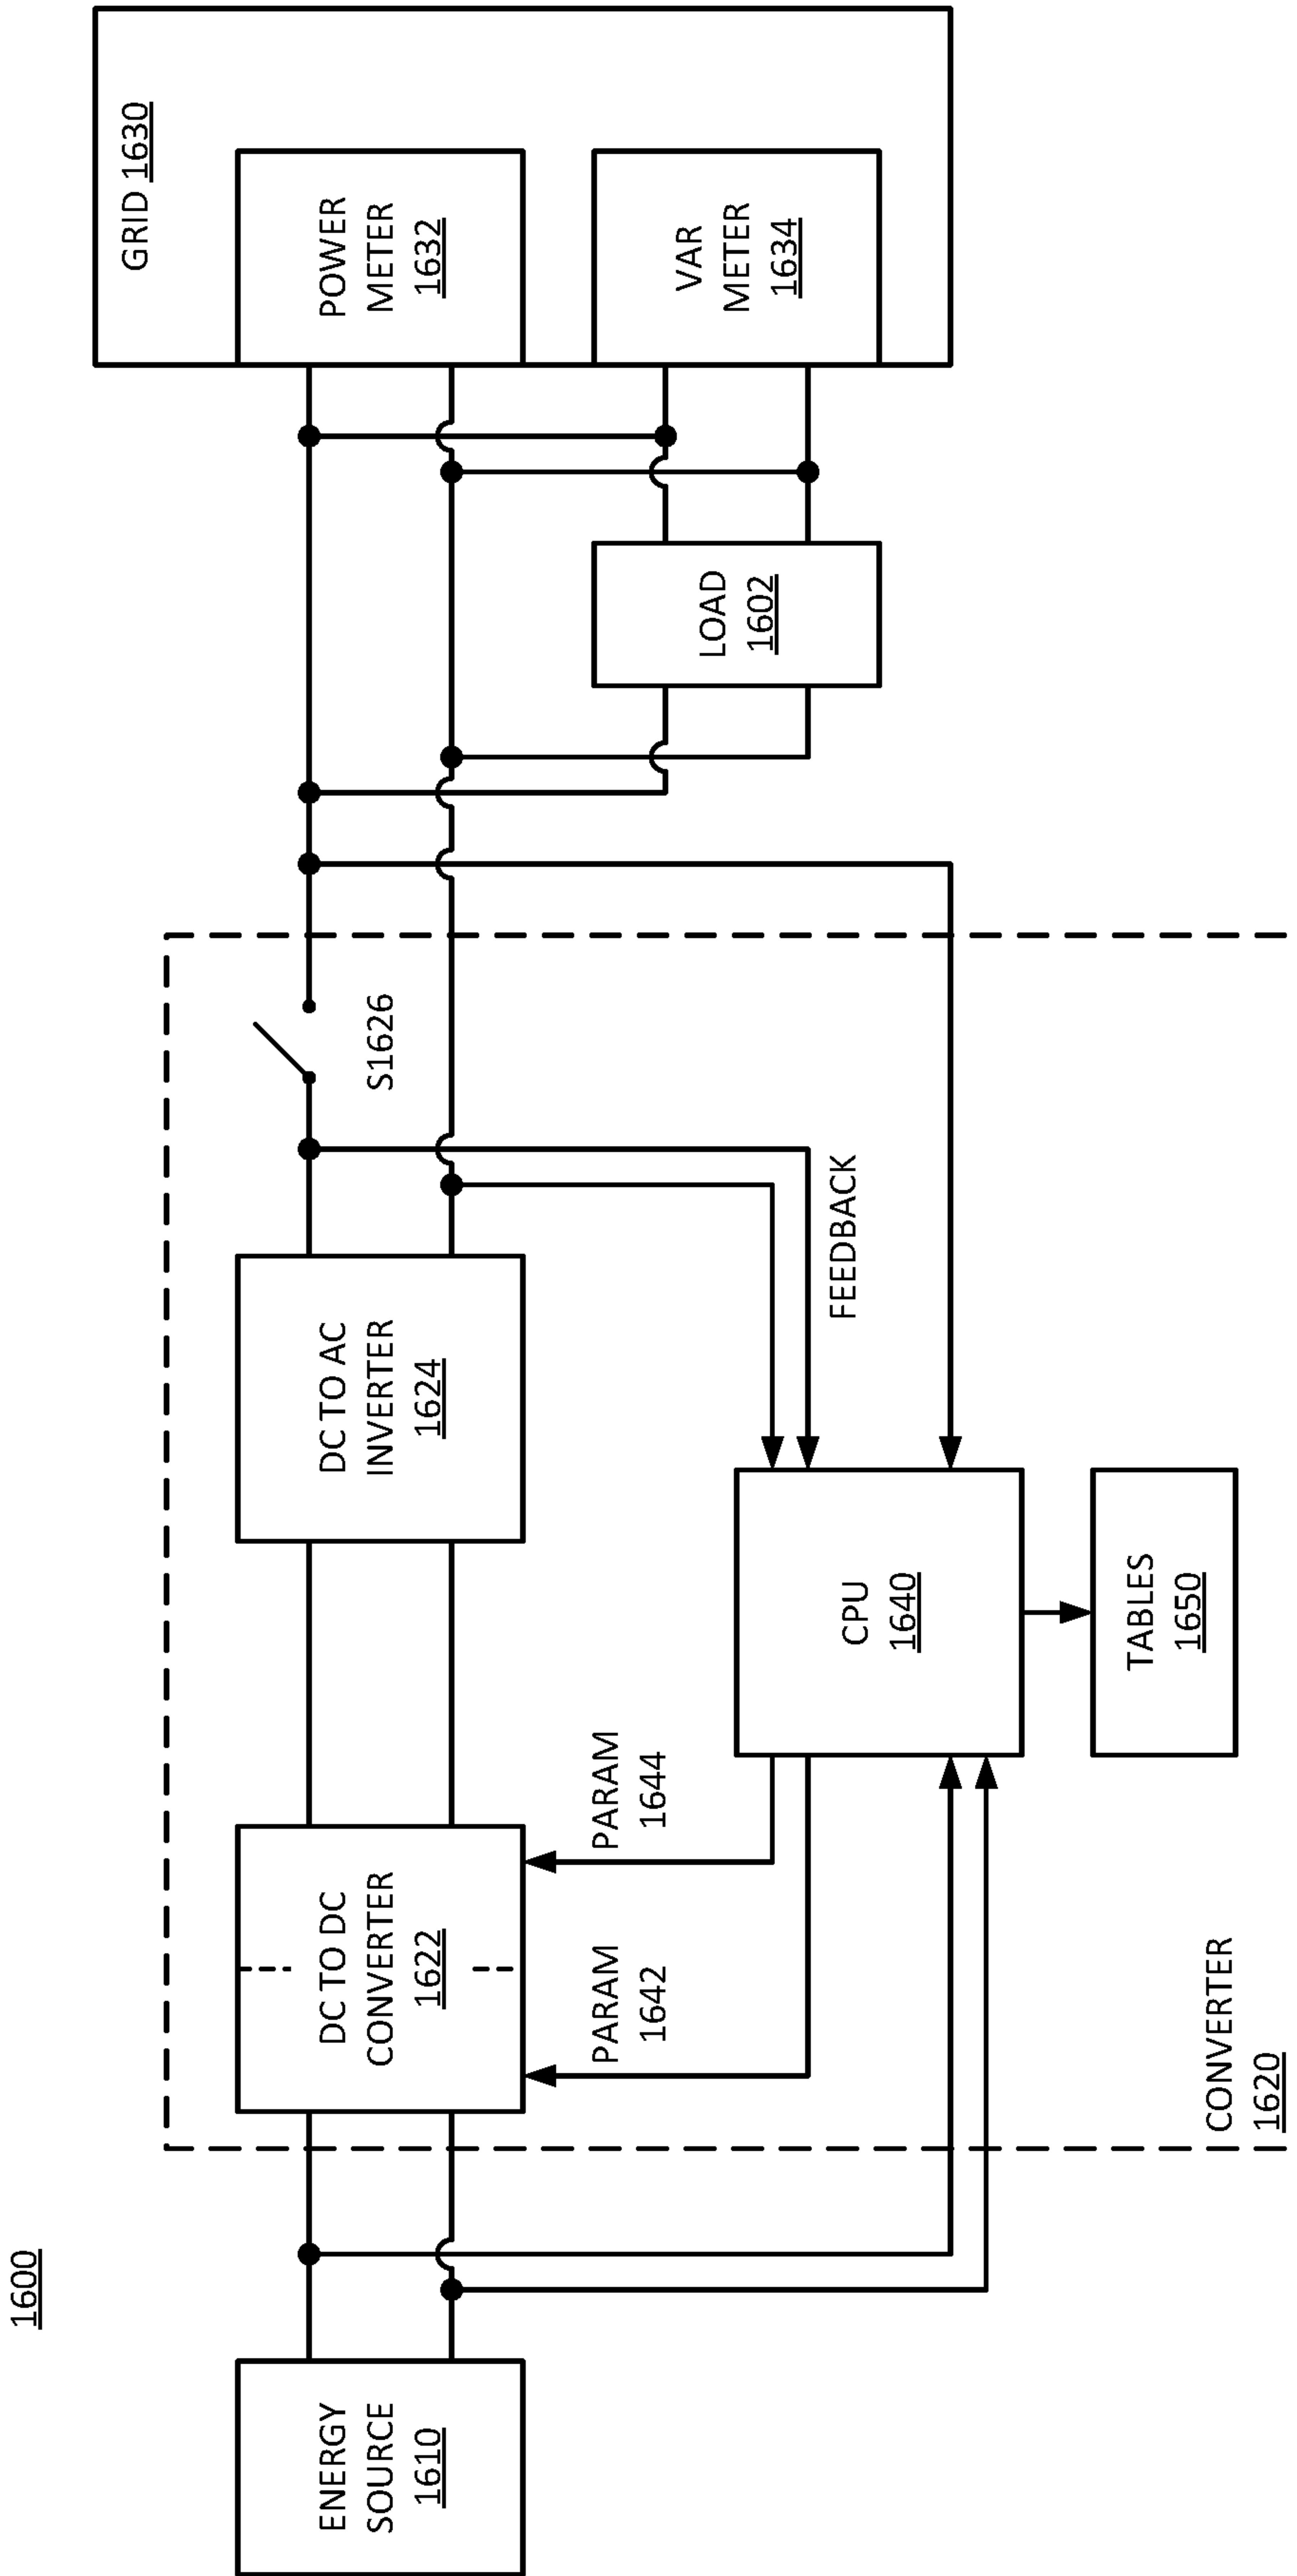 1600
ENERGY
SOURCE
1610
DC TO DC
CONVERTER
1622
DC TO AC
INVERTER
1624
S1626
GRID 1630
POWER
METER
1632
VAR
METER
1634
LOAD
1602
PARAM
1642
PARAM
1644
FEEDBACK
CPU
1640
TABLES
1650
CONVERTER
1620